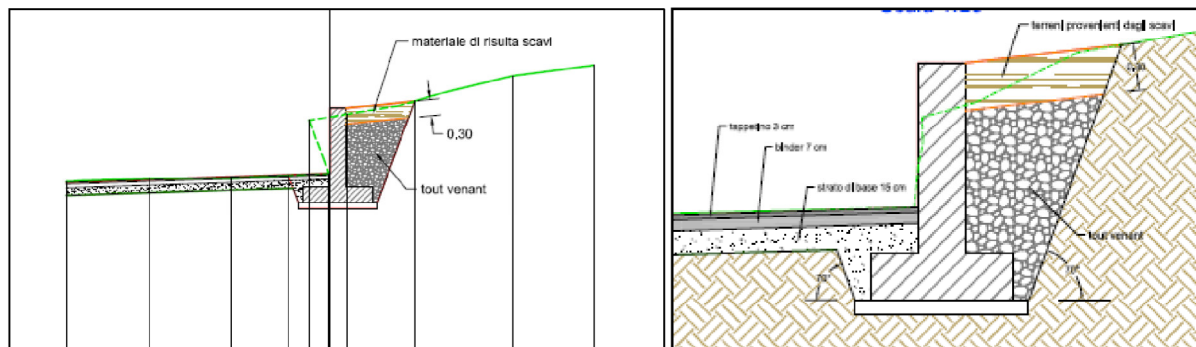 materiale di risulta scavi
0,30
tout venant
terreni provenienti dagli scavi
0,30
tappetino 3 cm
binder 7 cm
strato di base 15 cm
tout venant
70°
70°